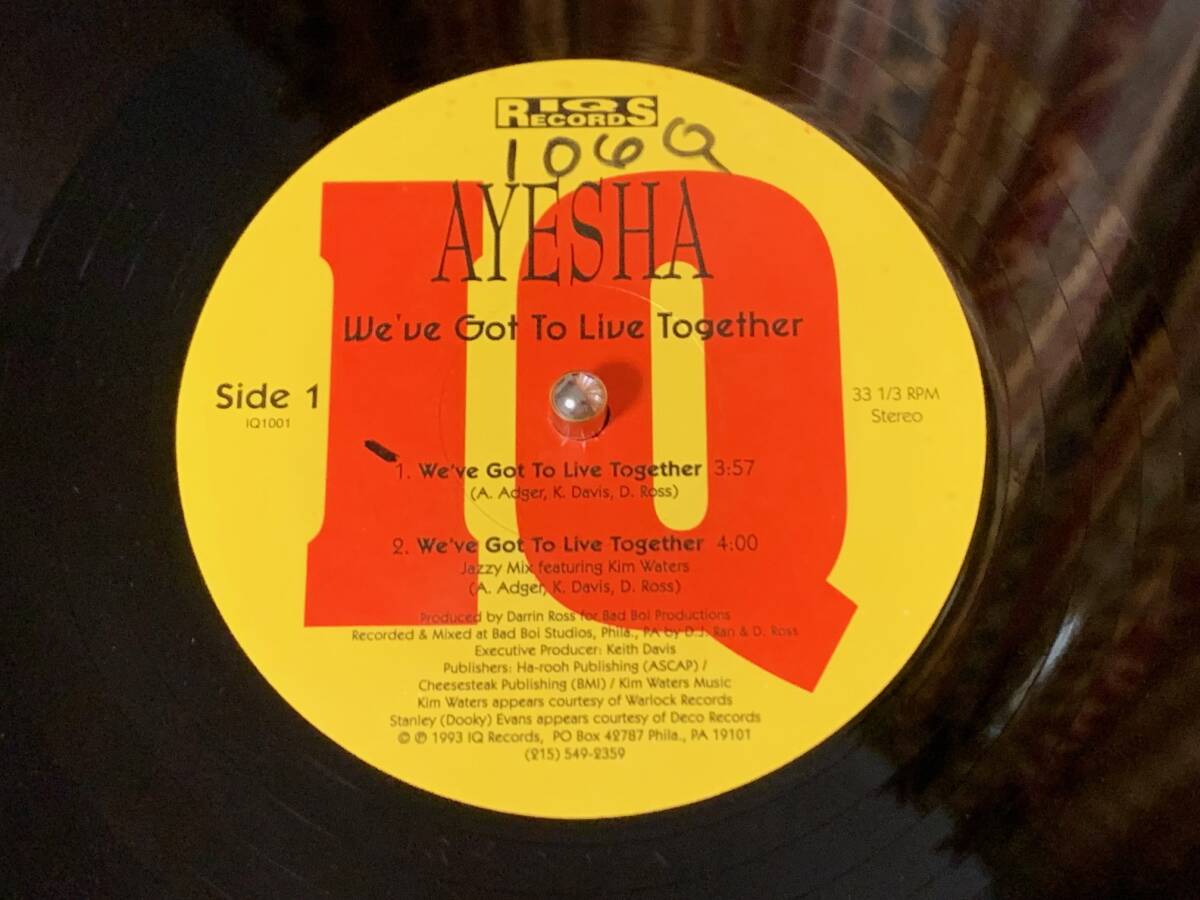 IQ
RECORDS
106Q
AYESHA
IQ
We've Got To Live Together
Side 1
IQ1001
33 1/3 RPM
Stereo
1. We've Got To Live Together 3:57
(A. Adger, K. Davis, D. Ross)
2. We've Got To Live Together 4:00
Jazzy Mix featuring Kim Waters
(A. Adger, K. Davis, D. Ross)
Produced by Darrin Ross for Bad Boi Productions
Recorded & Mixed at Bad Boi Studios, Phila., PA by D.J. Ran & D. Ross
Executive Producer: Keith Davis
Publishers: Ha-rooh Publishing (ASCAP) /
Cheesesteak Publishing (BMI) / Kim Waters Music
Kim Waters appears courtesy of Warlock Records
Stanley (Dooky) Evans appears courtesy of Deco Records
© ℗ 1993 IQ Records, PO Box 42787 Phila., PA 19101
(215) 549-2359